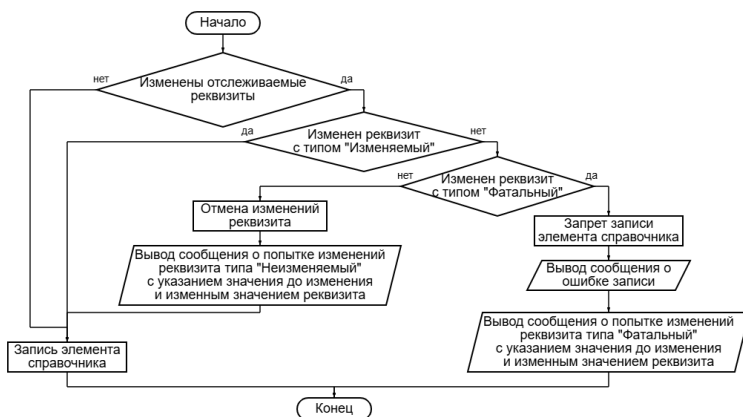 Начало
нет
Изменены отслеживаемые
реквизиты
да
да
Изменен реквизит
с типом "Изменяемый"
нет
нет
Изменен реквизит
с типом "Фатальный"
да
Отмена изменений
реквизита
Запрет записи
элемента справочника
Вывод сообщения о попытке изменений
реквизита типа "Неизменяемый"
с указанием значения до изменения
и изменным значением реквизита
Вывод сообщения о
ошибке записи
Вывод сообщения о попытке изменений
реквизита типа "Фатальный"
с указанием значения до изменения
и изменным значением реквизита
Запись элемента
справочника
Конец